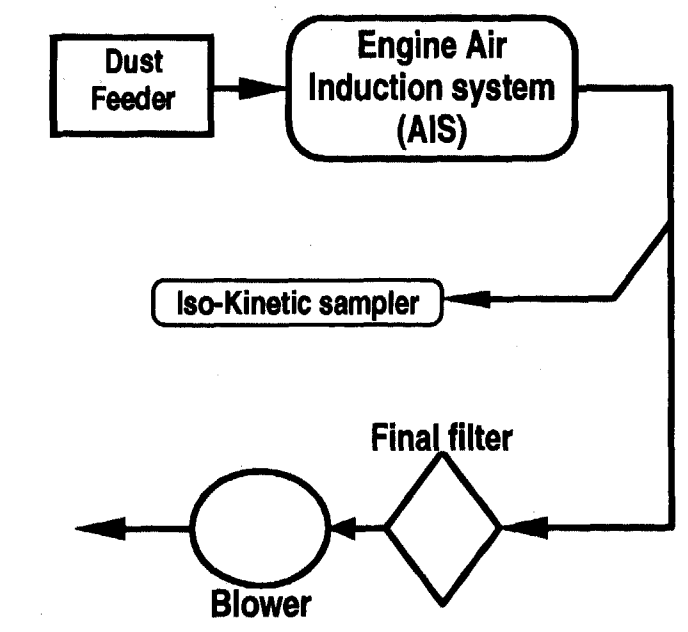 Dust
Feeder
Engine Air
Induction system
(AIS)
Iso-Kinetic sampler
Final filter
Blower